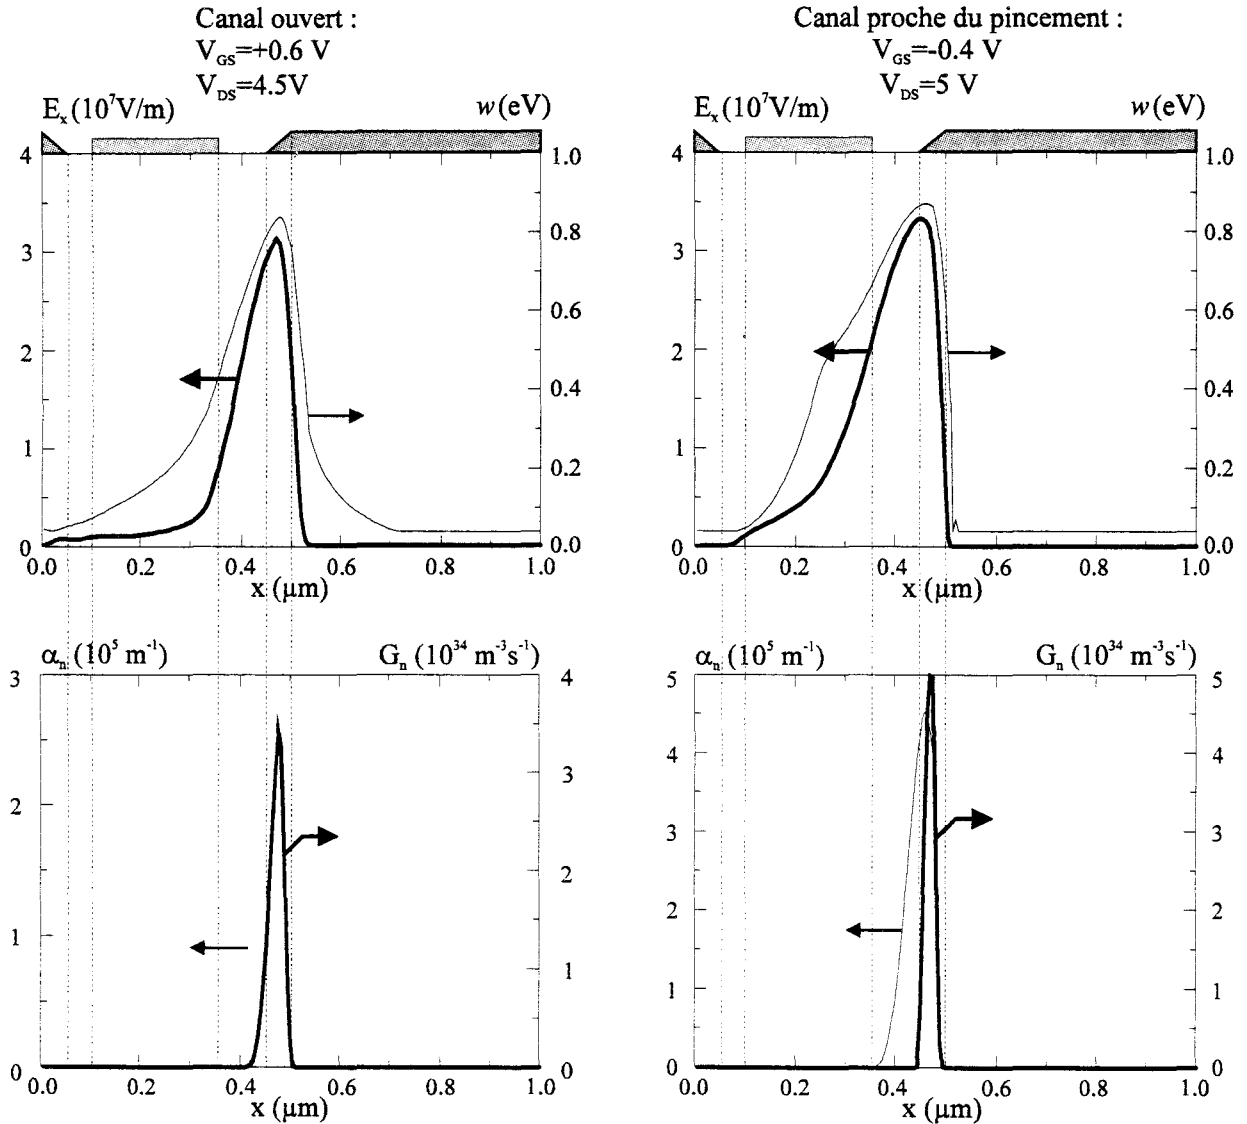 Canal ouvert :
V_GS=+0.6 V
V_DS=4.5V
E_x (10^7V/m)
w (eV)
4
3
2
1
0
1.0
0.8
0.6
0.4
0.2
0.0
0.0 0.2 0.4 0.6 0.8 1.0
x (µm)
Canal proche du pincement :
V_GS=-0.4 V
V_DS=5 V
E_x (10^7V/m)
w (eV)
4
3
2
1
0
1.0
0.8
0.6
0.4
0.2
0.0
0.0 0.2 0.4 0.6 0.8 1.0
x (µm)
α_n (10^5 m^-1)
G_n (10^34 m^-3s^-1)
3
2
1
0
4
3
2
1
0
0.0 0.2 0.4 0.6 0.8 1.0
x (µm)
α_n (10^5 m^-1)
G_n (10^34 m^-3s^-1)
5
4
3
2
1
0
5
4
3
2
1
0
0.0 0.2 0.4 0.6 0.8 1.0
x (µm)